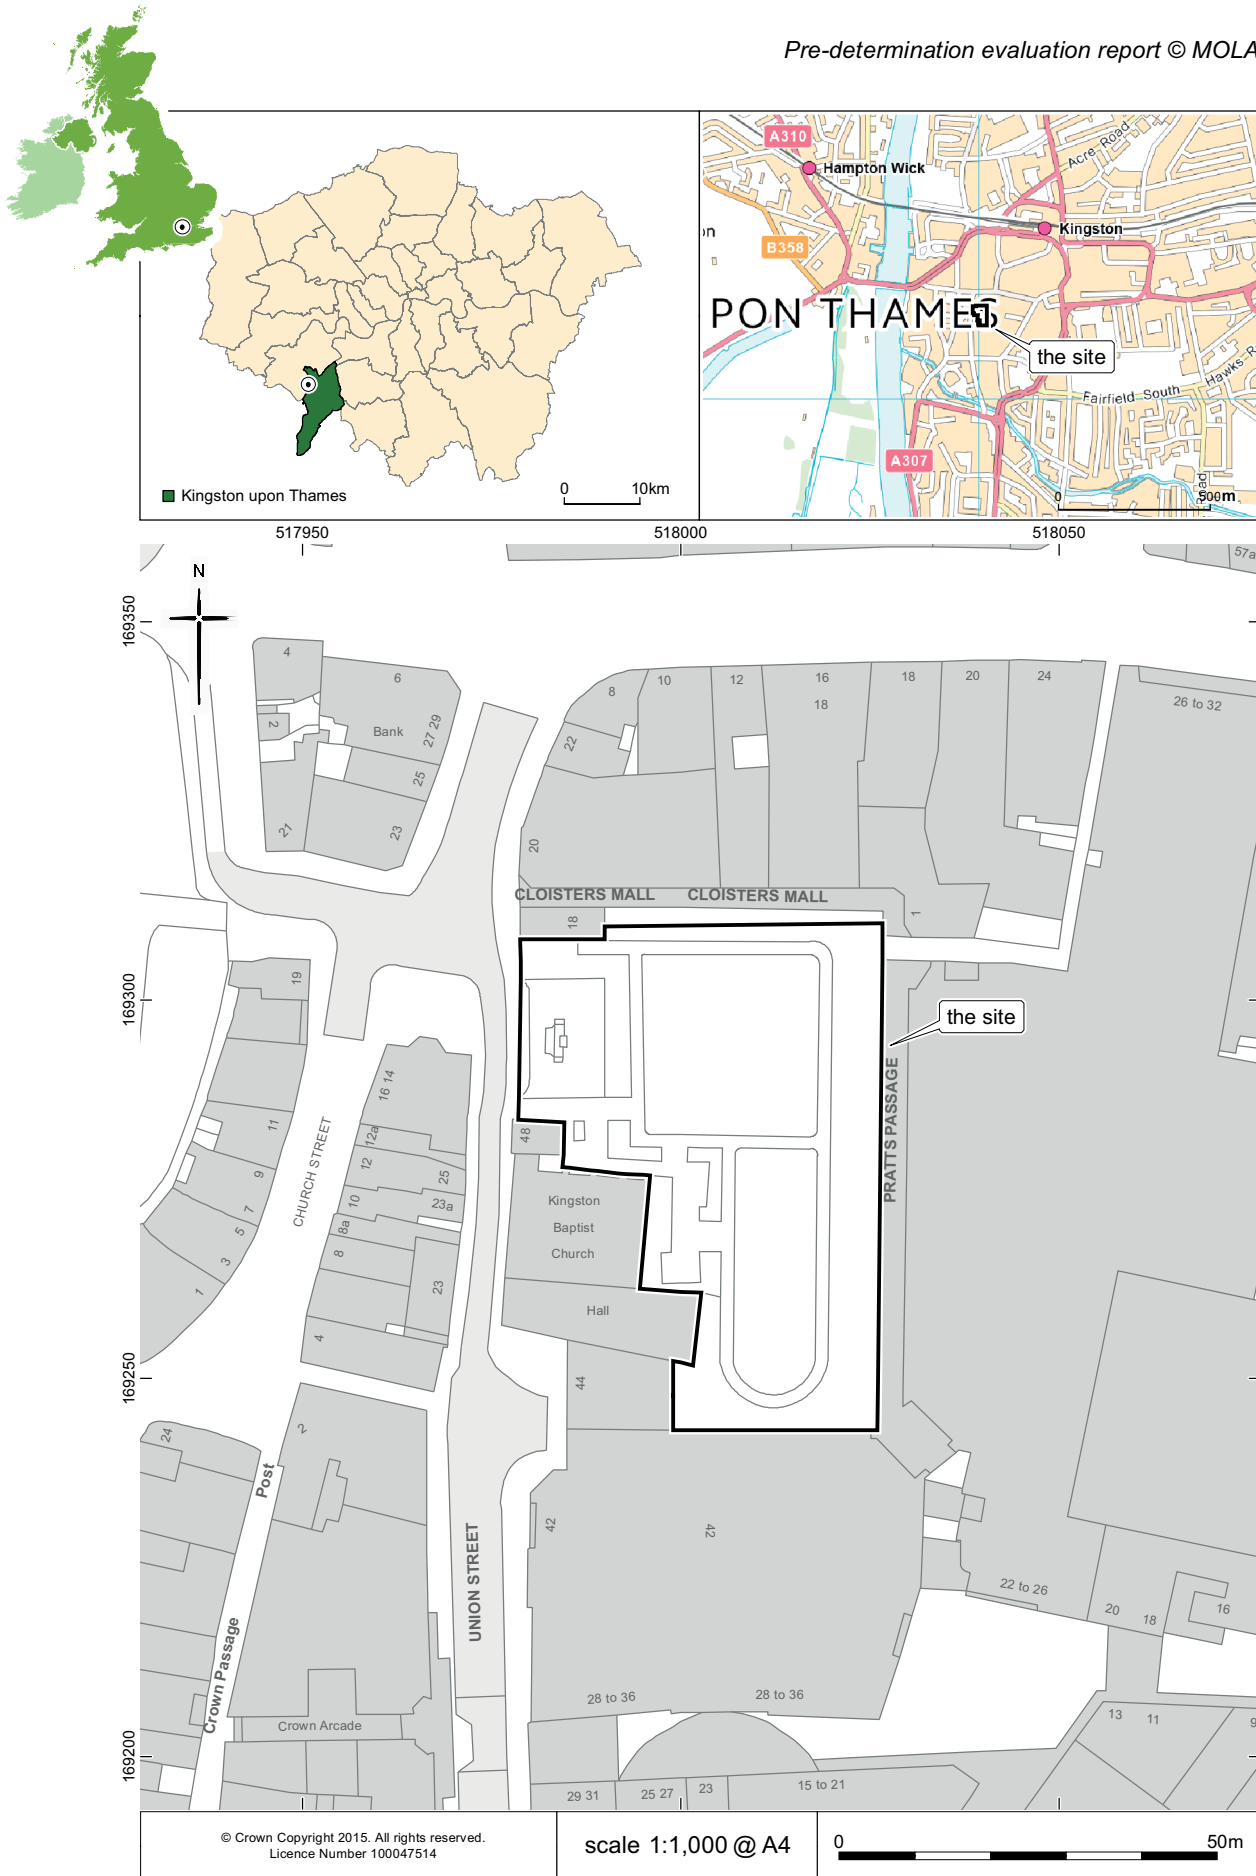 Pre-determination evaluation report © MOLA
A310
Hampton Wick
Acre Road
Kingston
B358
on
PON THAMES
the site
Hawks R
Fairfield South
A307
Road
0
500m
Kingston upon Thames
0
10km
517950
518000
518050
N
169350
57a
4
6
Bank
27 29
2
25
21
23
8
10
12
16
18
18
20
24
26 to 32
22
20
CLOISTERS MALL
CLOISTERS MALL
18
1
169300
19
the site
16 14
PRATTS PASSAGE
CHURCH STREET
11
12a
12
48
9
25
10
23a
7
8a
5
8
3
1
23
Kingston
Baptist
Church
Hall
4
169250
44
24
2
Post
42
42
UNION STREET
22 to 26
20
18
16
Crown Passage
28 to 36
28 to 36
Crown Arcade
13
11
9
169200
29 31
25 27
23
15 to 21
© Crown Copyright 2015. All rights reserved.
Licence Number 100047514
scale 1:1,000 @ A4
0
50m